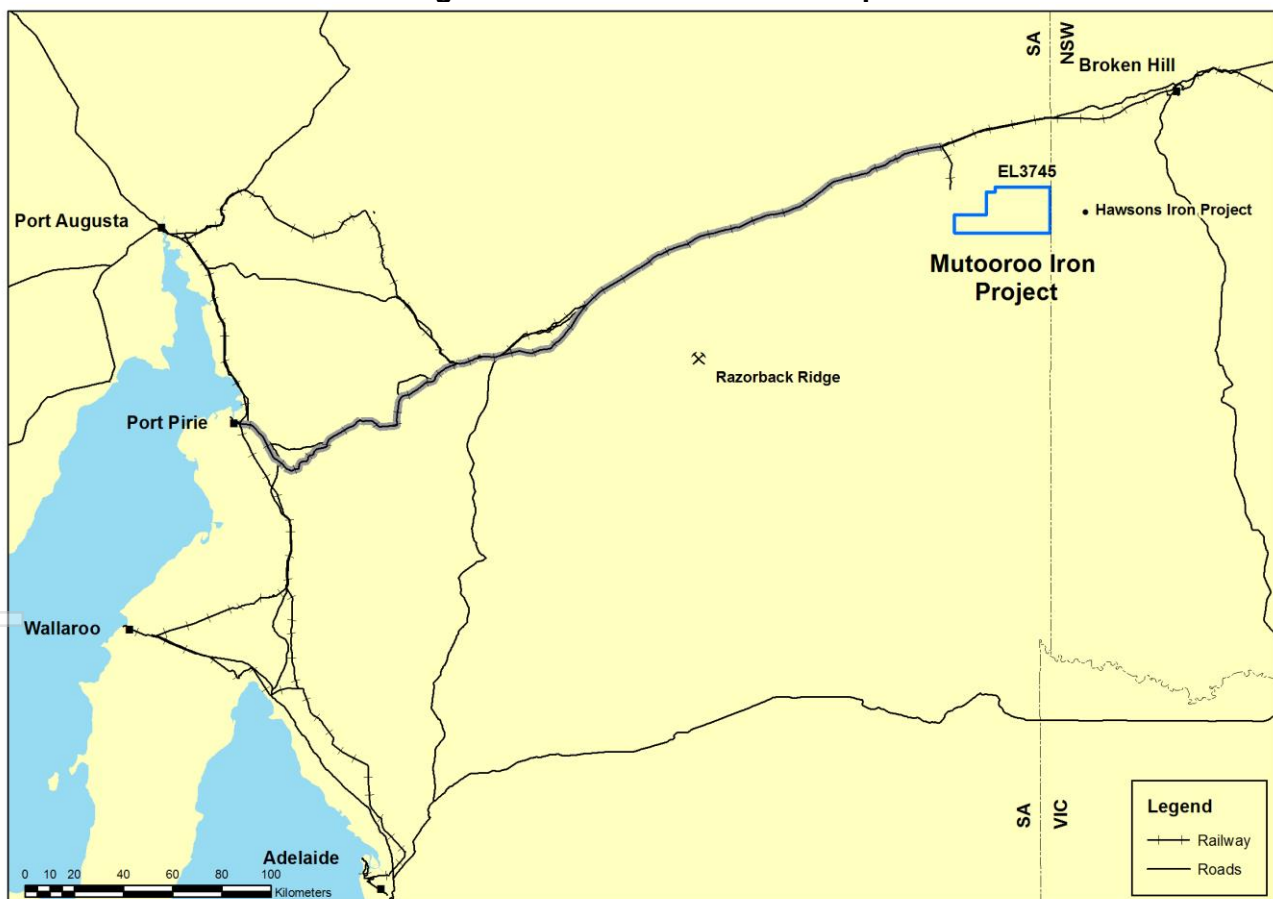 SA
NSW
Broken Hill
EL3745
Port Augusta
Hawsons Iron Project
Mutooroo Iron
Project
Razorback Ridge
Port Pirie
Wallaroo
SA
VIC
Legend
Railway
Roads
Adelaide
0 10 20 40 60 80 100
Kilometers